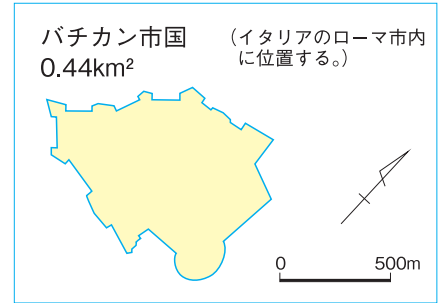 バチカン市国
0.44km²
（イタリアのローマ市内
に位置する。）
0 500m